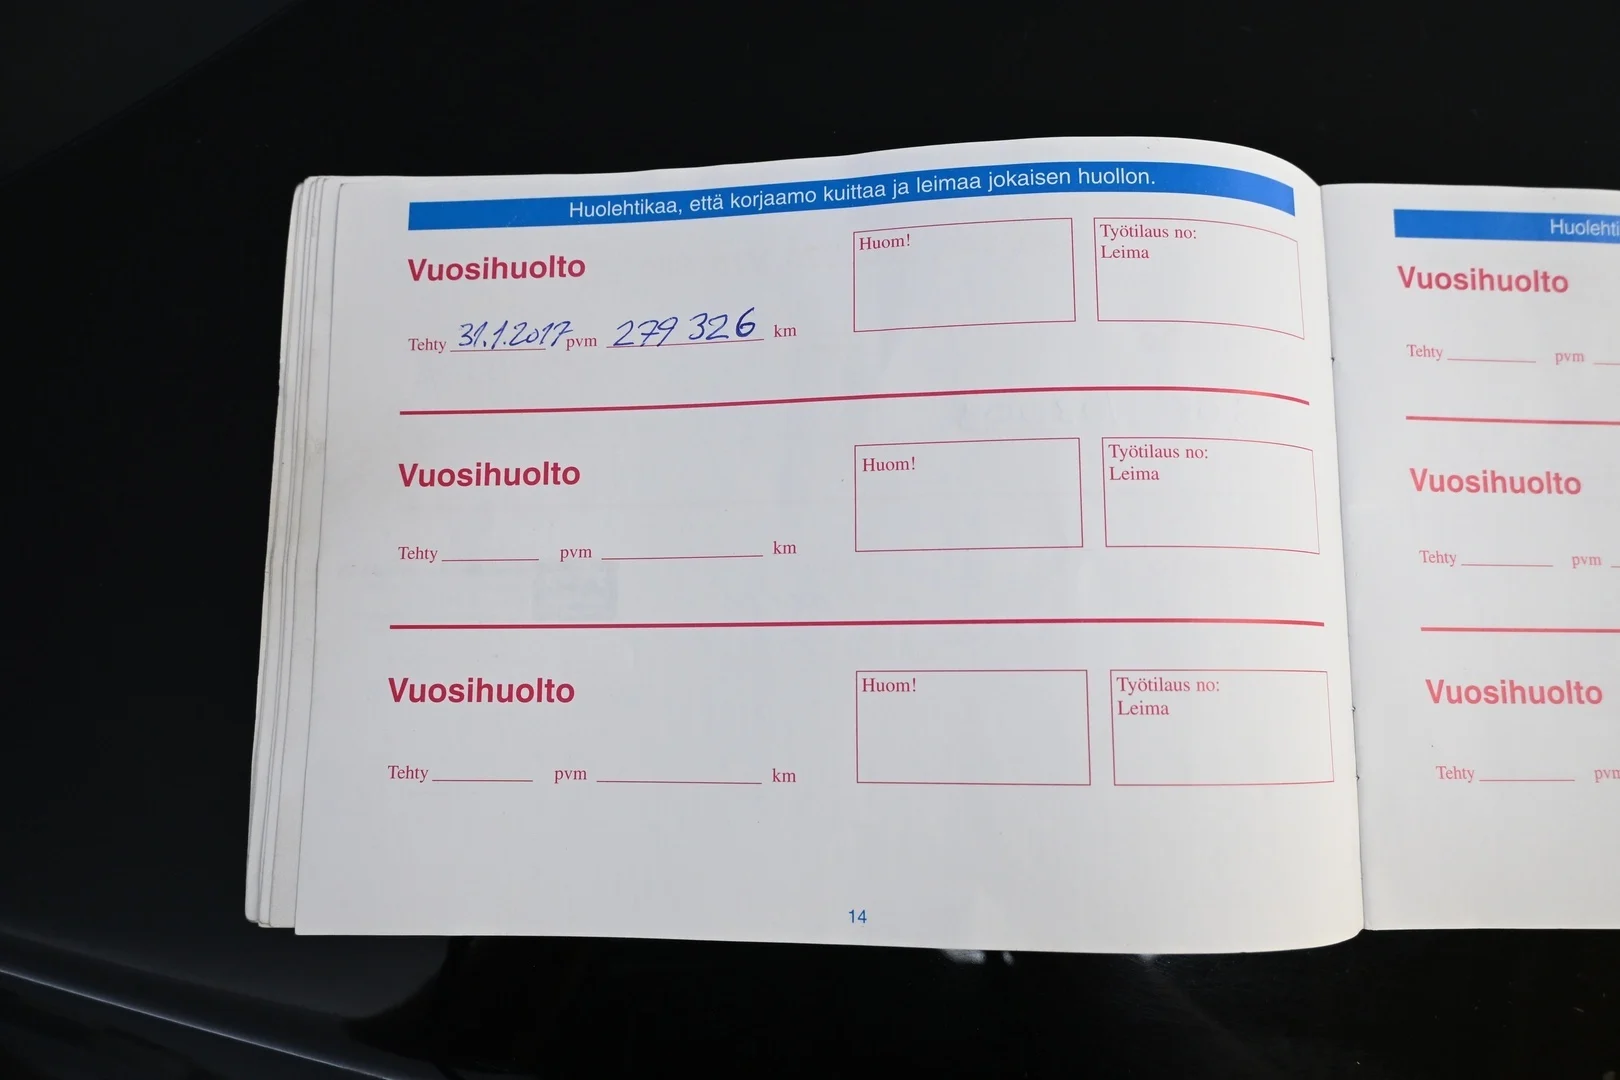 Huolehtikaa, että korjaamo kuittaa ja leimaa jokaisen huollon.
Vuosihuolto
Huom!
Työtilaus no:
Leima
Tehty 31.1.2017 pvm 279 326 km
Vuosihuolto
Huom!
Työtilaus no:
Leima
Tehty pvm km
Vuosihuolto
Huom!
Työtilaus no:
Leima
Tehty pvm km
14
Huolehti
Vuosihuolto
Tehty pvm
Vuosihuolto
Tehty pvm
Vuosihuolto
Tehty pvm